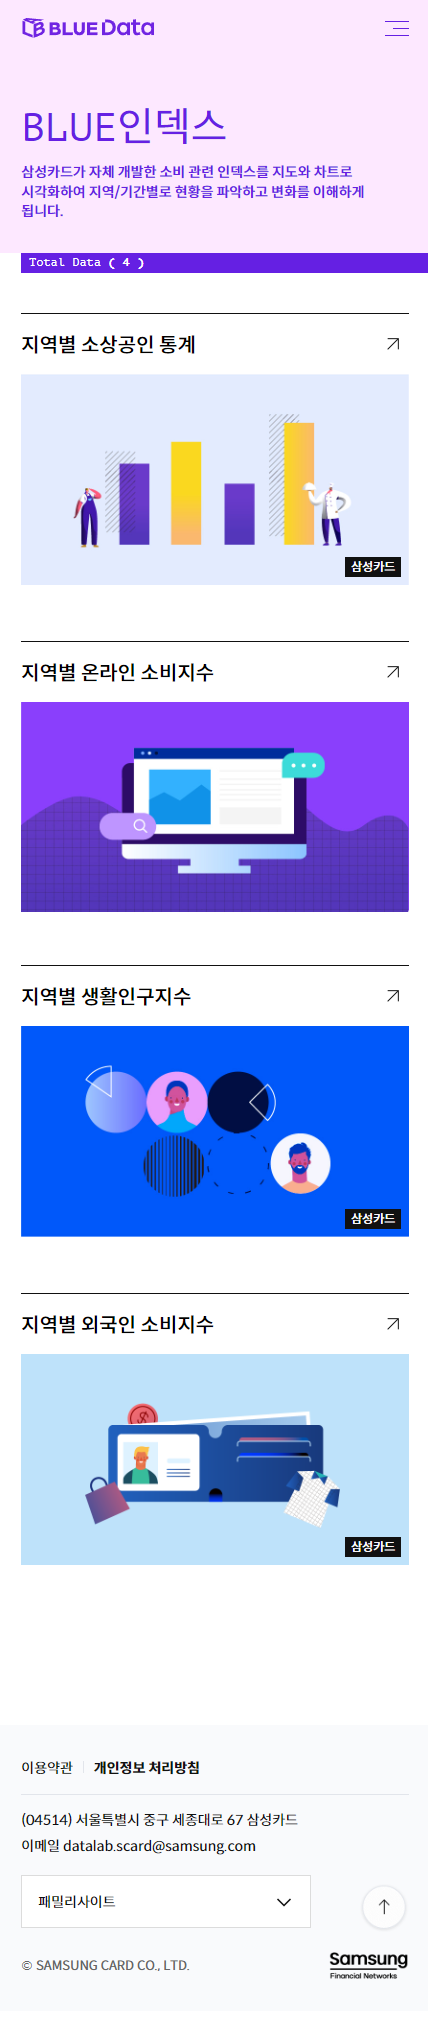 BLUE Data
BLUE인덱스
삼성카드가 자체 개발한 소비 관련 인덱스를 지도와 차트로
시각화하여 지역/기간별로 현황을 파악하고 변화를 이해하게
됩니다.
Total Data ( 4 )
지역별 소상공인 통계
삼성카드
지역별 온라인 소비지수
지역별 생활인구지수
삼성카드
지역별 외국인 소비지수
삼성카드
이용약관 개인정보 처리방침
(04514) 서울특별시 중구 세종대로 67 삼성카드
이메일 datalab.scard@samsung.com
패밀리사이트
© SAMSUNG CARD CO., LTD.
Samsung
Financial Networks